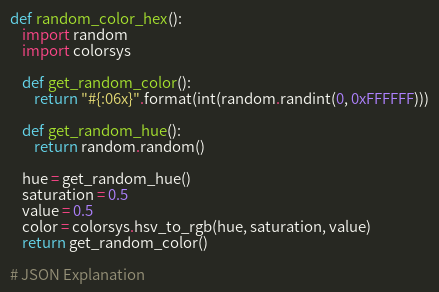 def random_color_hex():
import random
import colorsys
def get_random_color():
return "#{:06x}".format(int(random.randint(0, 0xFFFFFF)))
def get_random_hue():
return random.random()
hue = get_random_hue()
saturation = 0.5
value = 0.5
color = colorsys.hsv_to_rgb(hue, saturation, value)
return get_random_color()
# JSON Explanation